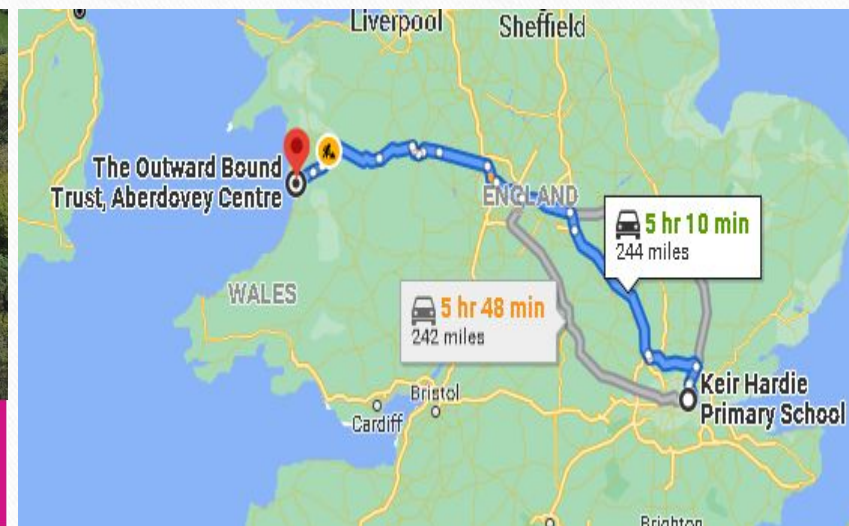 Liverpool
Sheffield
The Outward Bound
Trust, Aberdovey Centre
ENGLAND
5 hr 10 min
244 miles
WALES
5 hr 48 min
242 miles
Keir Hardie
Primary School
Bristol
Cardiff
Brighton